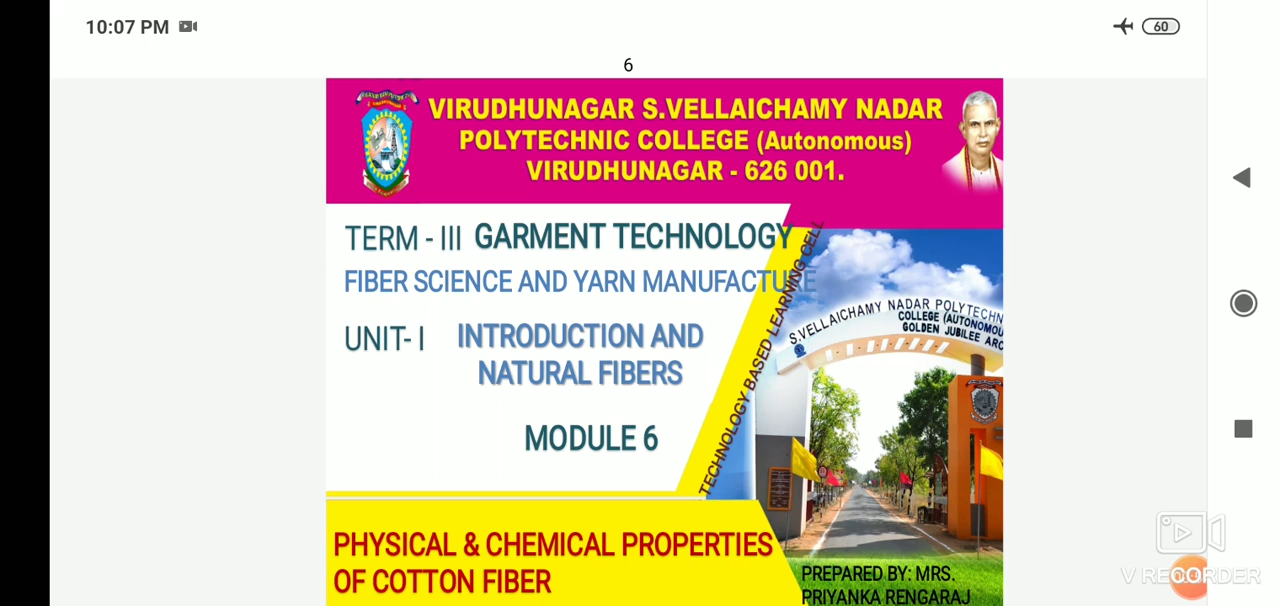 10:07 PM
60
6
VIRUDHUNAGAR S.VELLAICHAMY NADAR
POLYTECHNIC COLLEGE (Autonomous)
VIRUDHUNAGAR - 626 001.
TERM - III GARMENT TECHNOLOGY
FIBER SCIENCE AND YARN MANUFACTURE
UNIT- I INTRODUCTION AND
NATURAL FIBERS
MODULE 6
TECHNOLOGY BASED LEARNING CELL
S.VELLAICHAMY NADAR POLYTECHN
COLLEGE (AUTONOMOU
GOLDEN JUBILEE ARC
PHYSICAL & CHEMICAL PROPERTIES
OF COTTON FIBER
PREPARED BY: MRS.
PRIYANKA RENGARAJ
V RECORDER